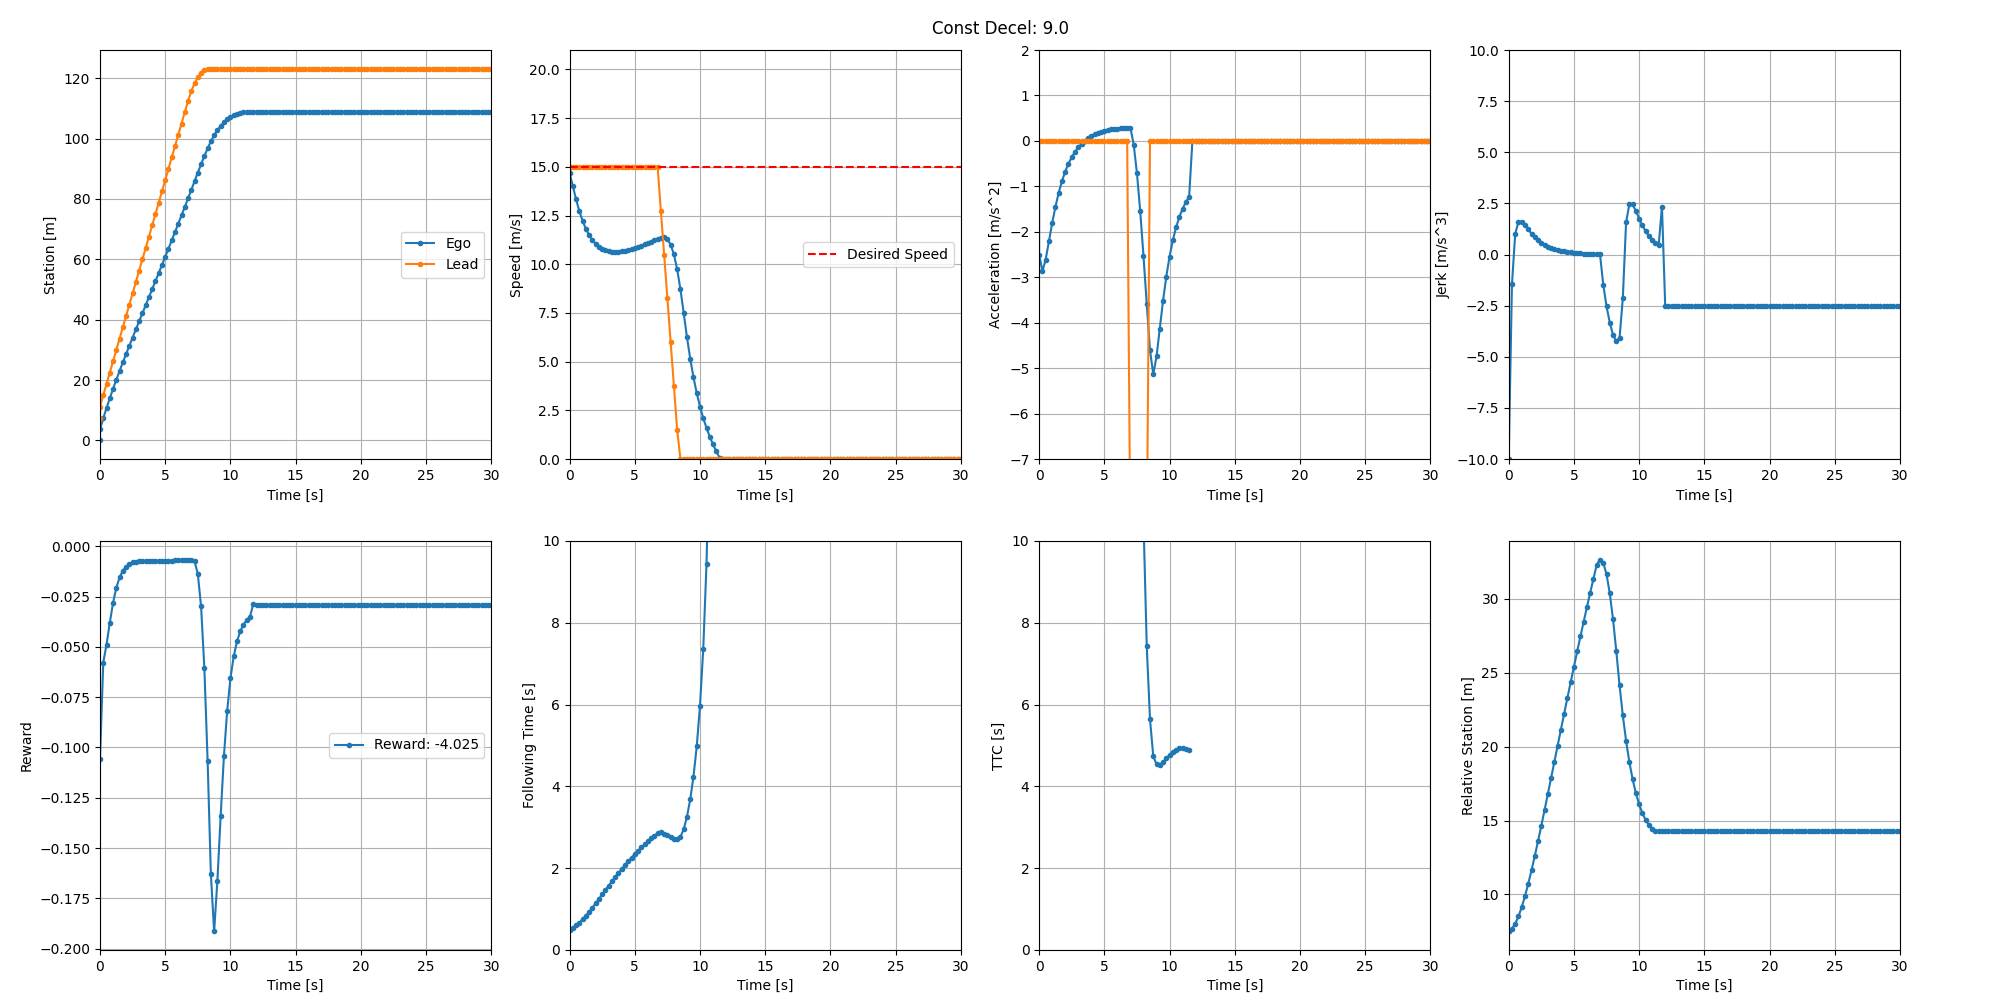 Const Decel: 9.0
Station [m]
120
100
80
60
40
20
0
Ego
Lead
0 5 10 15 20 25 30
Time [s]
Speed [m/s]
20.0
17.5
15.0
12.5
10.0
7.5
5.0
2.5
0.0
Desired Speed
0 5 10 15 20 25 30
Time [s]
Acceleration [m/s^2]
2
1
0
−1
−2
−3
−4
−5
−6
−7
0 5 10 15 20 25 30
Time [s]
Jerk [m/s^3]
10.0
7.5
5.0
2.5
0.0
−2.5
−5.0
−7.5
−10.0
0 5 10 15 20 25 30
Time [s]
Reward
0.000
−0.025
−0.050
−0.075
−0.100
−0.125
−0.150
−0.175
−0.200
Reward: -4.025
0 5 10 15 20 25 30
Time [s]
Following Time [s]
10
8
6
4
2
0
0 5 10 15 20 25 30
Time [s]
TTC [s]
10
8
6
4
2
0
0 5 10 15 20 25 30
Time [s]
Relative Station [m]
30
25
20
15
10
0 5 10 15 20 25 30
Time [s]